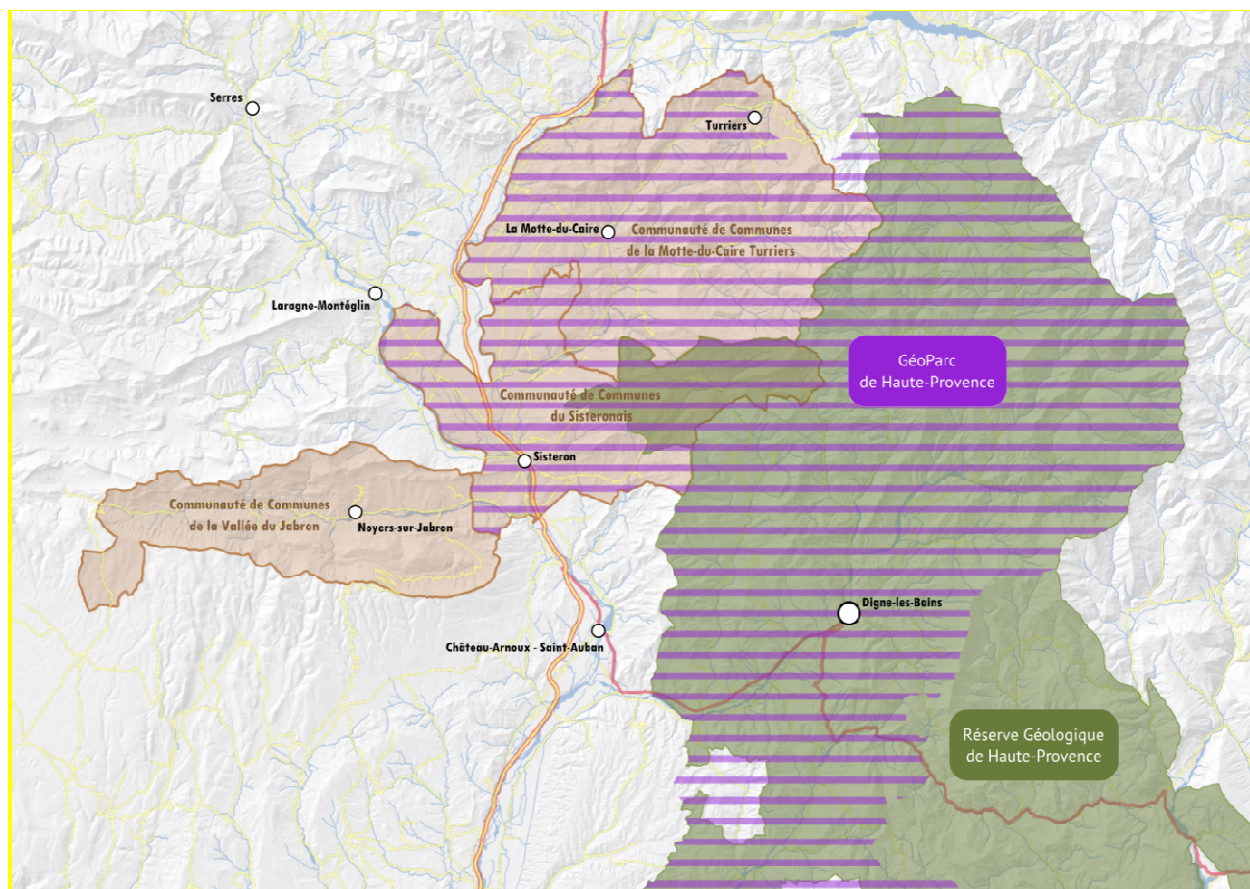 Serres
Turriers
La Motte-du-Caire
Communauté de Communes
de la Motte-du-Caire Turriers
Laragne-Montéglin
GéoParc
de Haute-Provence
Communauté de Communes
du Sisteronais
Sisteron
Communauté de Communes
de la Vallée du Jabron
Noyers-sur-Jabron
Digne-les-Bains
Château-Arnoux - Saint-Auban
Réserve Géologique
de Haute-Provence